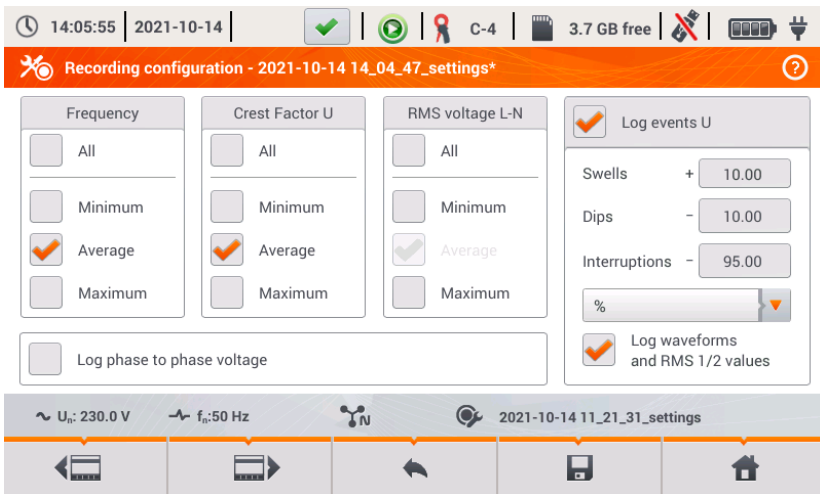 14:05:55 2021-10-14 C-4 3.7 GB free
Recording configuration - 2021-10-14 14_04_47_settings* ?
Frequency
All
Minimum
Average
Maximum
Crest Factor U
All
Minimum
Average
Maximum
RMS voltage L-N
All
Minimum
Average
Maximum
Log phase to phase voltage
Log events U
Swells + 10.00
Dips - 10.00
Interruptions - 95.00
%
Log waveforms
and RMS 1/2 values
Uₙ: 230.0 V fₙ:50 Hz N 2021-10-14 11_21_31_settings